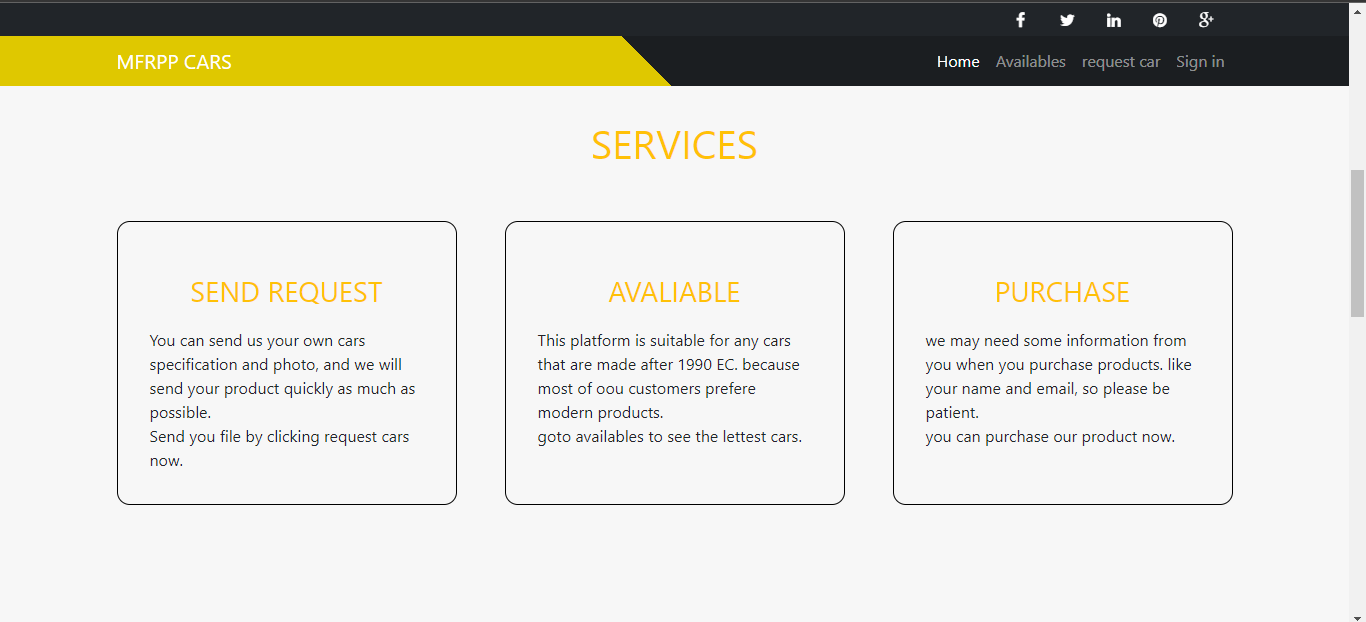 MFRPP CARS
Home Availables request car Sign in
SERVICES
SEND REQUEST
You can send us your own cars
specification and photo, and we will
send your product quickly as much as
possible.
Send you file by clicking request cars
now.
AVALIABLE
This platform is suitable for any cars
that are made after 1990 EC. because
most of oou customers prefere
modern products.
goto availables to see the lettest cars.
PURCHASE
we may need some information from
you when you purchase products. like
your name and email, so please be
patient.
you can purchase our product now.